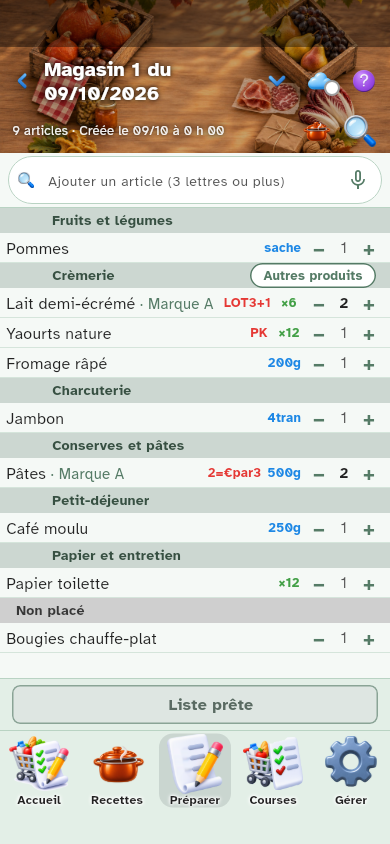 Magasin 1 du
09/10/2026
?
9 articles · Créée le 09/10 à 0 h 00
Ajouter un article (3 lettres ou plus)
Fruits et légumes
Pommes sache − 1 +
Crèmerie Autres produits
Lait demi-écrémé · Marque A LOT3+1 ×6 − 2 +
Yaourts nature PK ×12 − 1 +
Fromage râpé 200g − 1 +
Charcuterie
Jambon 4tran − 1 +
Conserves et pâtes
Pâtes · Marque A 2=€par3 500g − 2 +
Petit-déjeuner
Café moulu 250g − 1 +
Papier et entretien
Papier toilette ×12 − 1 +
Non placé
Bougies chauffe-plat − 1 +
Liste prête
Accueil Recettes Préparer Courses Gérer